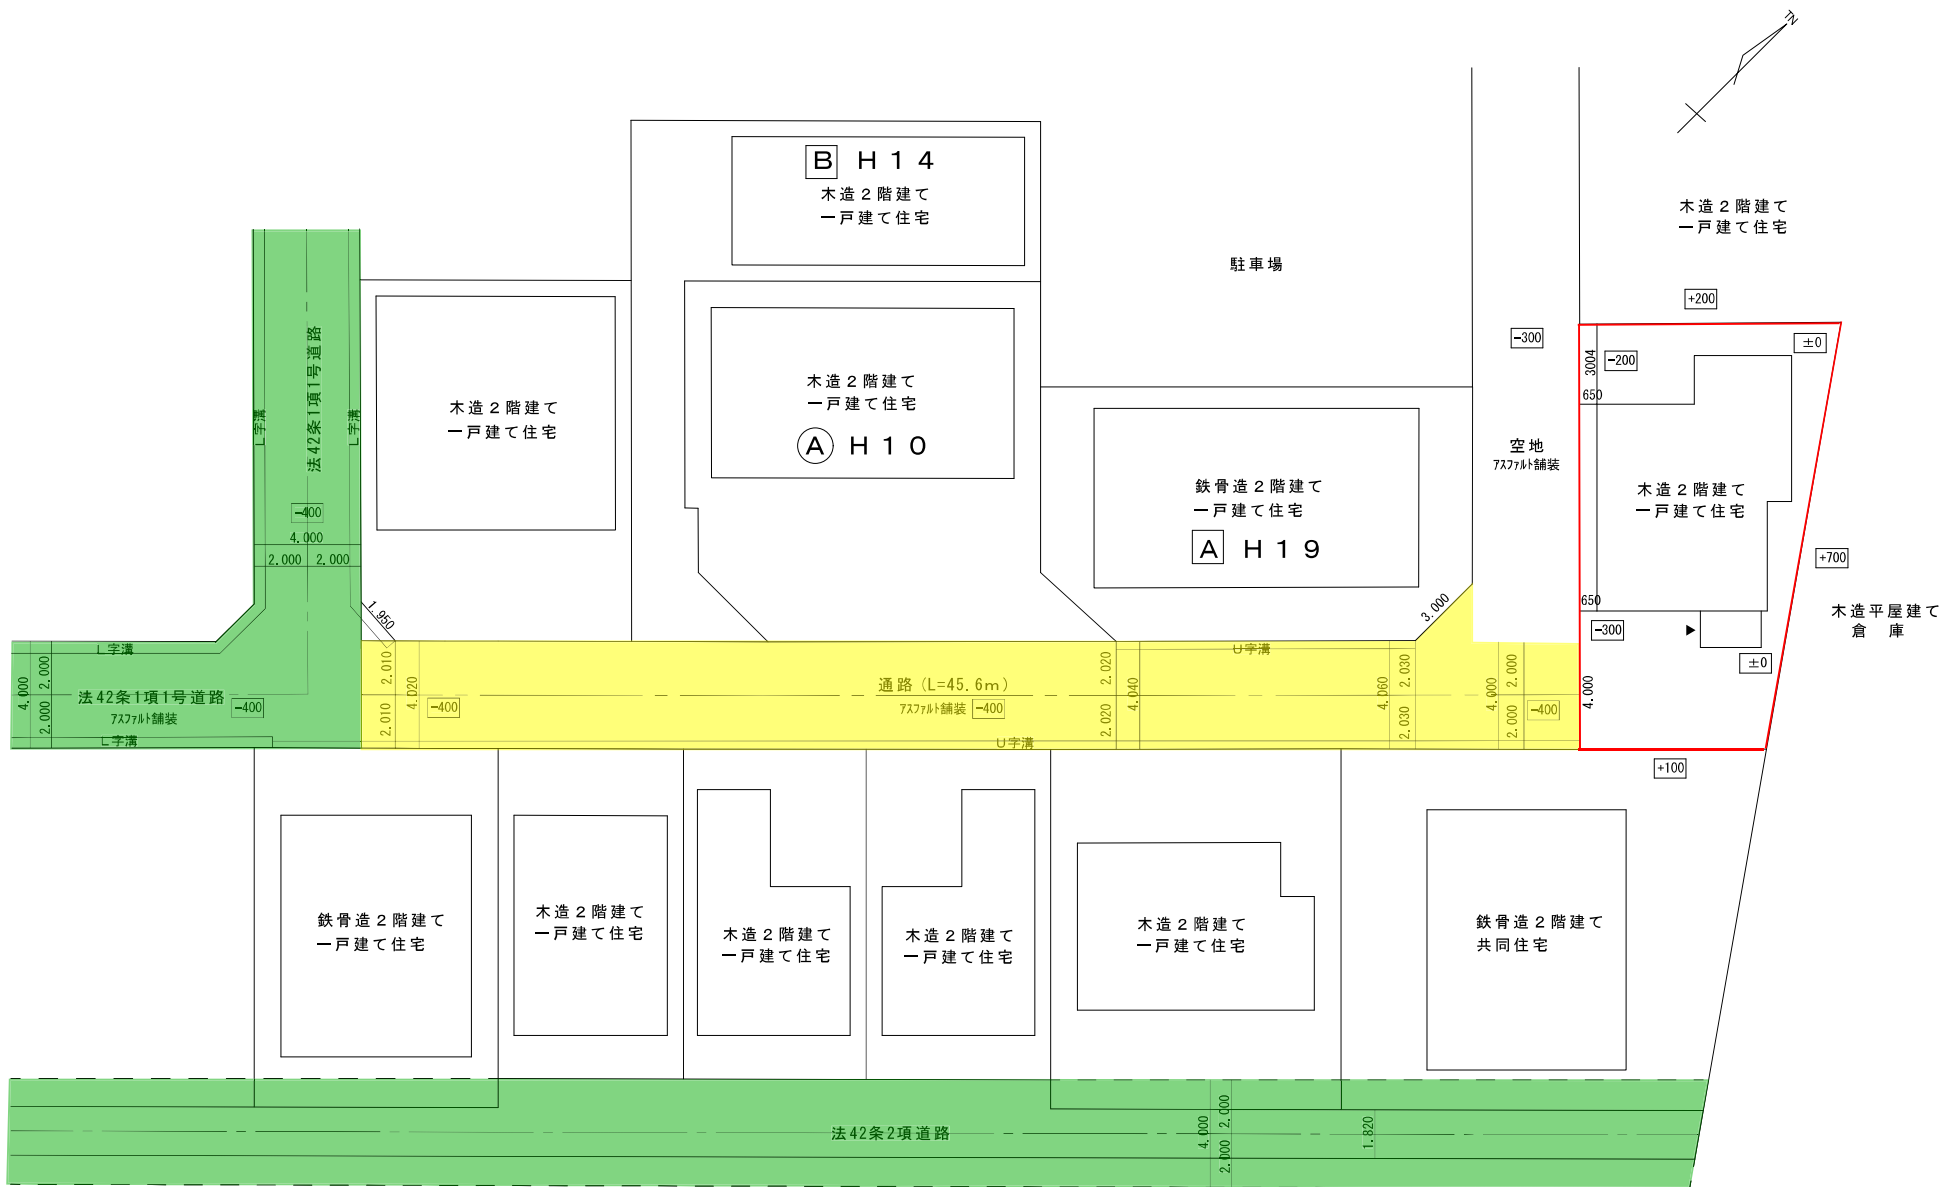 TN
B H14
木造2階建て
一戸建て住宅
木造2階建て
一戸建て住宅
駐車場
+200
-300
±0
3004
-200
650
法42条1項1号道路
L字溝
L字溝
木造2階建て
一戸建て住宅
木造2階建て
一戸建て住宅
A H10
空地
アスファルト舗装
鉄骨造2階建て
一戸建て住宅
A H19
木造2階建て
一戸建て住宅
-400
4.000
2.000
2.000
+700
1.950
3.000
650
-300
木造平屋建て
倉 庫
±0
L字溝
U字溝
4.000
2.000
2.000
法42条1項1号道路
アスファルト舗装
-400
L字溝
2.010
2.010
4.020
-400
通路(L=45.6m)
アスファルト舗装
-400
2.020
2.020
4.040
4.060
2.030
2.030
4.000
2.000
2.000
-400
4.000
U字溝
+100
鉄骨造2階建て
一戸建て住宅
木造2階建て
一戸建て住宅
木造2階建て
一戸建て住宅
木造2階建て
一戸建て住宅
木造2階建て
一戸建て住宅
鉄骨造2階建て
共同住宅
法42条2項道路
4.000
2.000
2.000
1.820